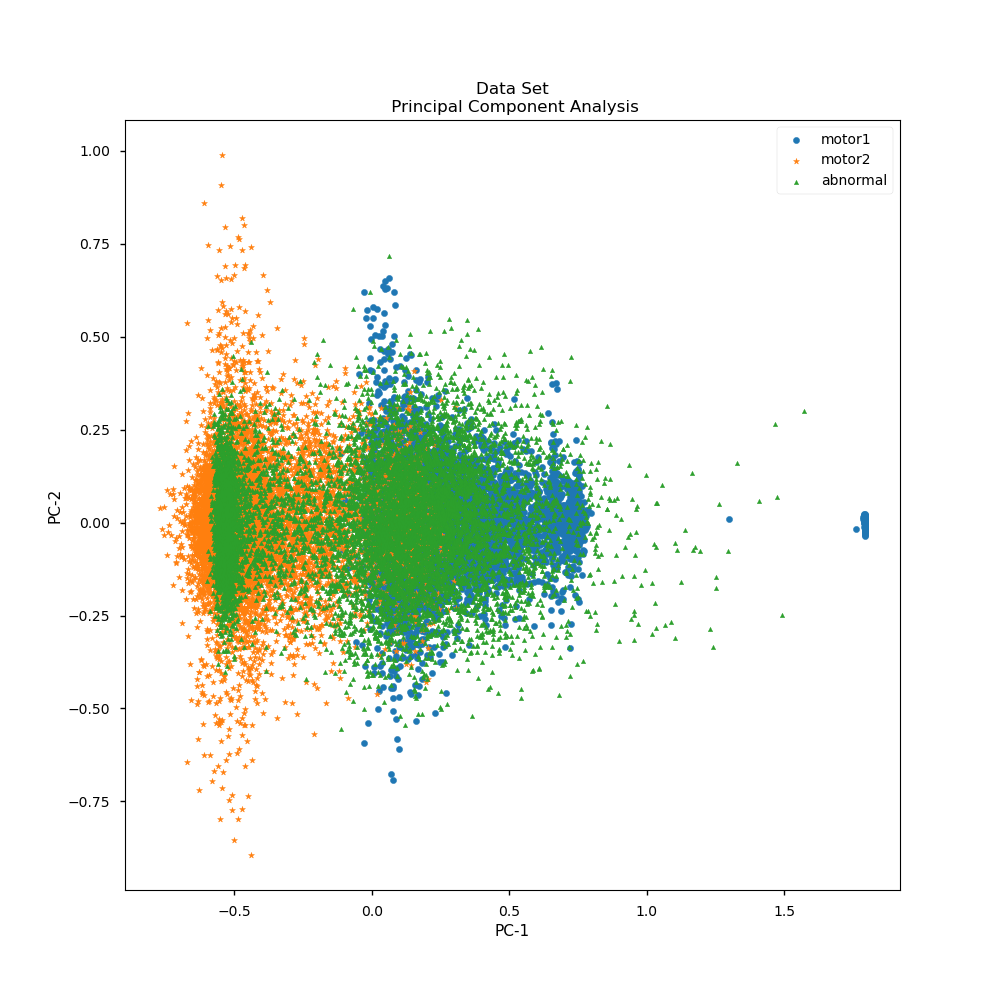 Data Set
Principal Component Analysis
motor1
motor2
abnormal
1.00
0.75
0.50
0.25
0.00
−0.25
−0.50
−0.75
PC-2
−0.5
0.0
0.5
1.0
1.5
PC-1